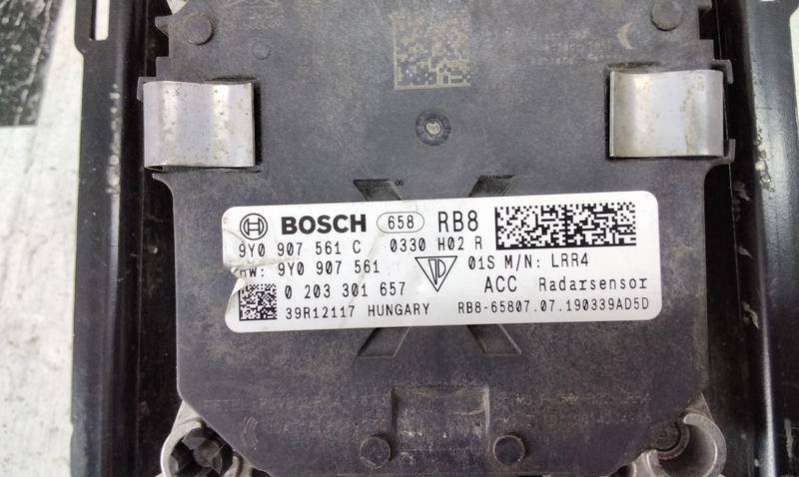 BOSCH 658 RB8
9Y0 907 561 C 0330 H02 R
HW: 9Y0 907 561 01S M/N: LRR4
0 203 301 657 ACC Radarsensor
39R12117 HUNGARY RB8-65807.07.190339AD5D